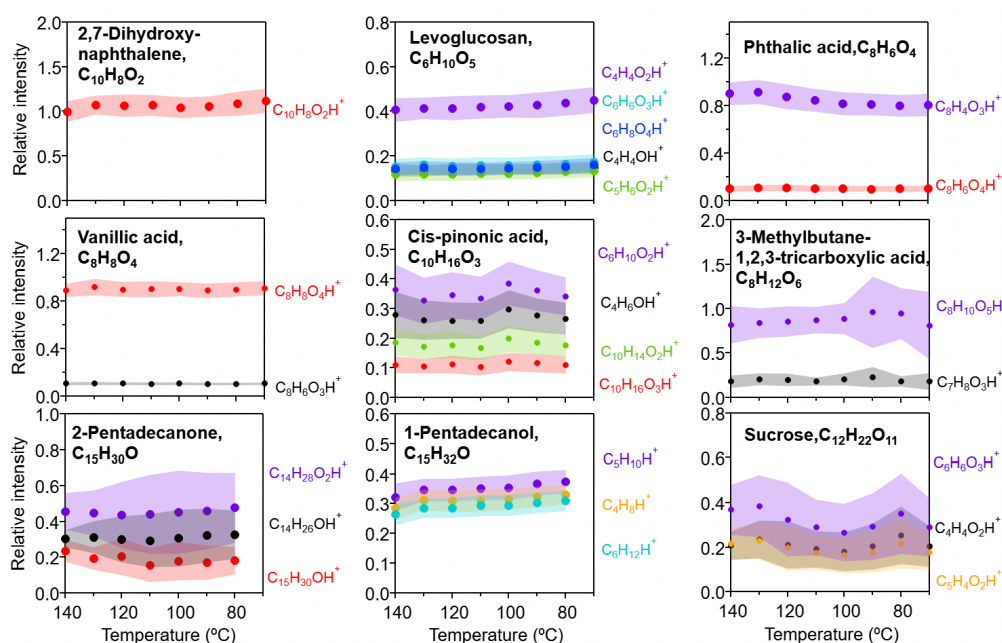 2,7-Dihydroxy-
naphthalene,
C₁₀H₈O₂
Relative intensity
2.0
1.5
1.0
0.5
0.0
C₁₀H₈O₂H⁺
Levoglucosan,
C₆H₁₀O₅
0.8
0.6
0.4
0.2
0.0
C₄H₄O₂H⁺
C₆H₆O₃H⁺
C₆H₈O₄H⁺
C₄H₄OH⁺
C₅H₆O₂H⁺
Phthalic acid,C₈H₆O₄
1.2
0.8
0.4
0.0
C₈H₄O₃H⁺
C₈H₆O₄H⁺
Vanillic acid,
C₈H₈O₄
Relative intensity
1.2
0.8
0.4
0.0
C₈H₈O₄H⁺
C₈H₆O₃H⁺
Cis-pinonic acid,
C₁₀H₁₆O₃
0.6
0.5
0.4
0.3
0.2
0.1
0.0
C₆H₁₀O₂H⁺
C₄H₆OH⁺
C₁₀H₁₄O₂H⁺
C₁₀H₁₆O₃H⁺
3-Methylbutane-
1,2,3-tricarboxylic acid,
C₈H₁₂O₆
2.0
1.5
1.0
0.5
0.0
C₈H₁₀O₅H
C₇H₈O₃H⁺
2-Pentadecanone,
C₁₅H₃₀O
Relative intensity
1.0
0.8
0.6
0.4
0.2
0.0
C₁₄H₂₈O₂H⁺
C₁₄H₂₆OH⁺
C₁₅H₃₀OH⁺
140
120
100
80
Temperature (ºC)
1-Pentadecanol,
C₁₅H₃₂O
0.6
0.5
0.4
0.3
0.2
0.1
0.0
C₅H₁₀H⁺
C₄H₈H⁺
C₆H₁₂H⁺
140
120
100
80
Temperature (ºC)
Sucrose,C₁₂H₂₂O₁₁
0.8
0.6
0.4
0.2
0.0
C₆H₆O₃H⁺
C₄H₄O₂H⁺
C₅H₄O₂H⁺
140
120
100
80
Temperature (ºC)